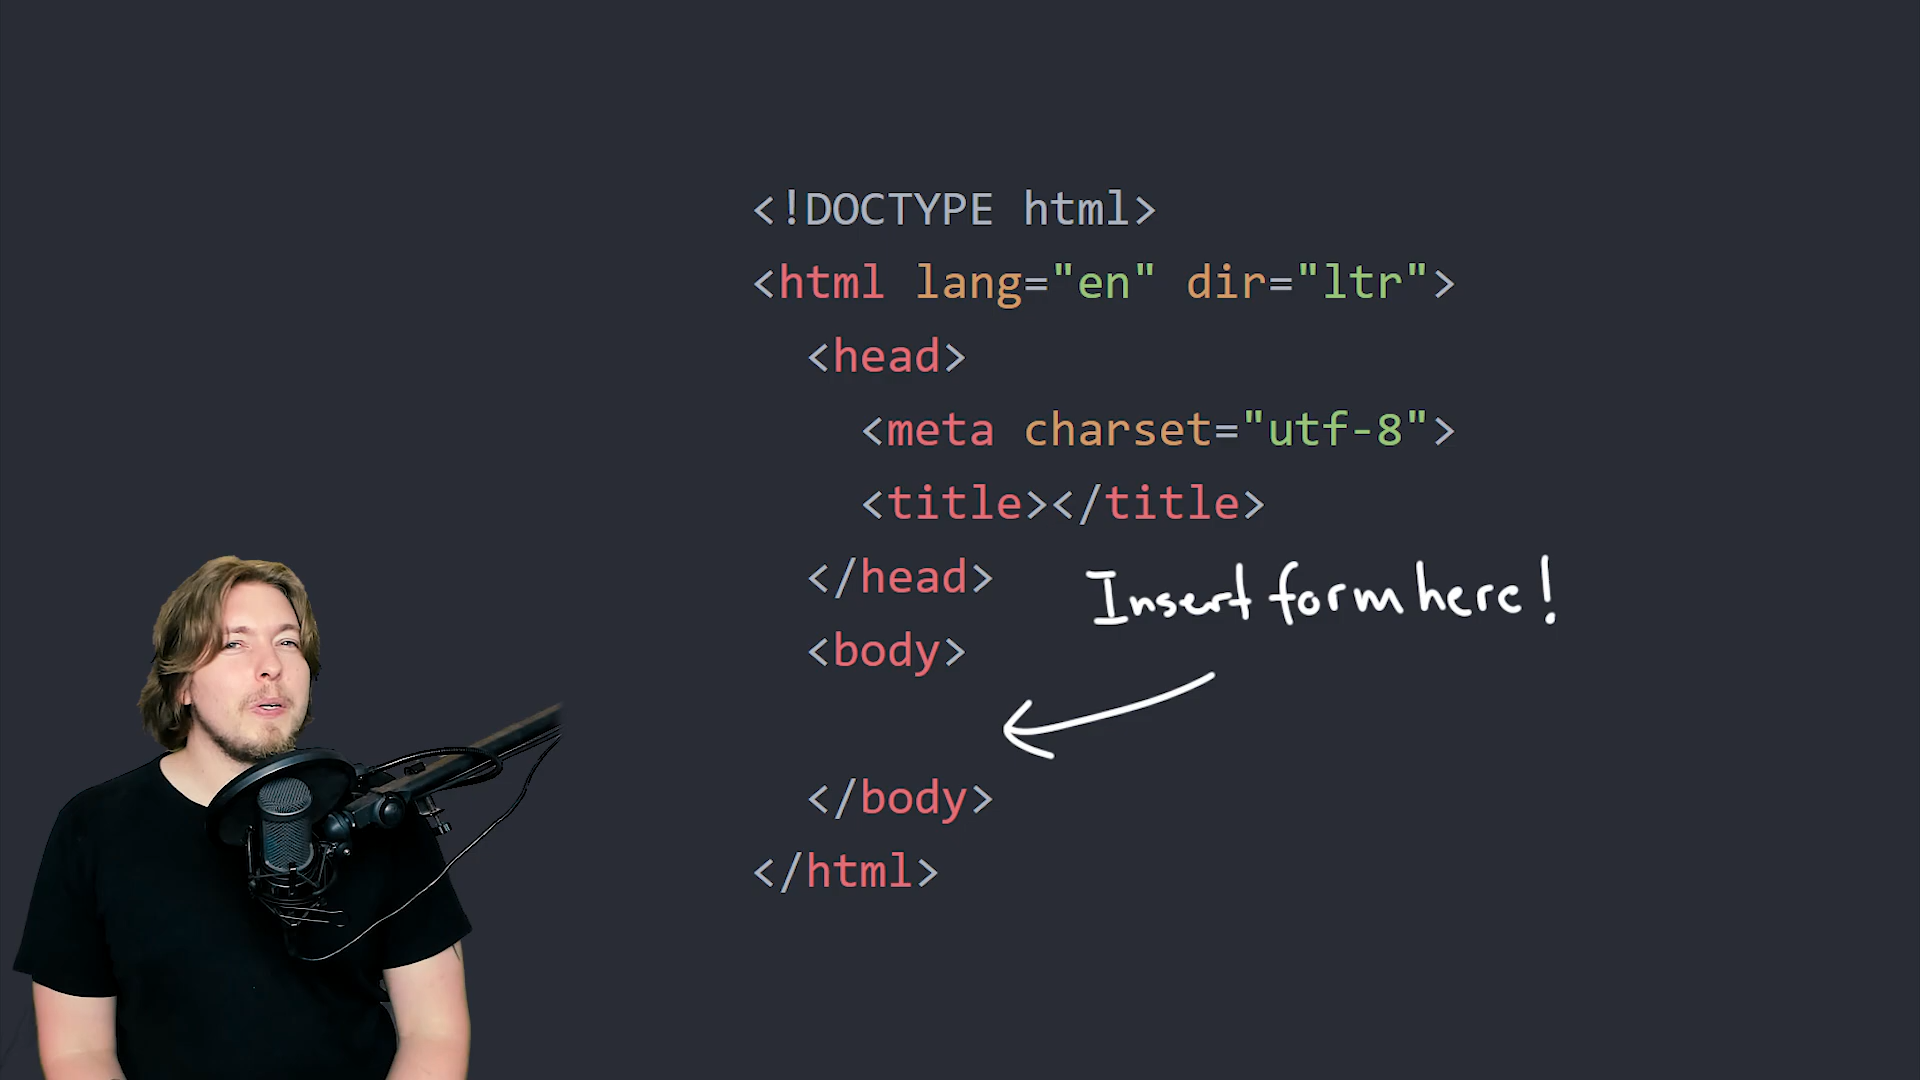 <!DOCTYPE html>
<html lang="en" dir="ltr">
<head>
<meta charset="utf-8">
<title></title>
</head>
Insert form here!
<body>
</body>
</html>